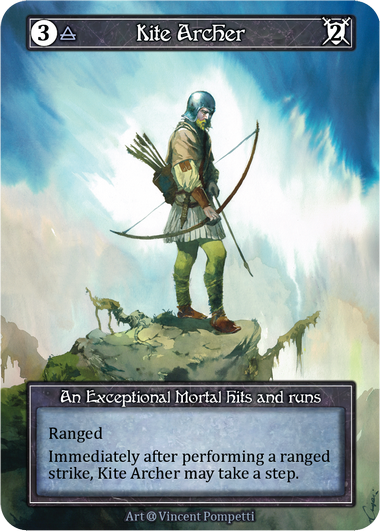 3 Kite Archer 2
An Exceptional Mortal hits and runs
Ranged
Immediately after performing a ranged
strike, Kite Archer may take a step.
Art @ Vincent Pompetti